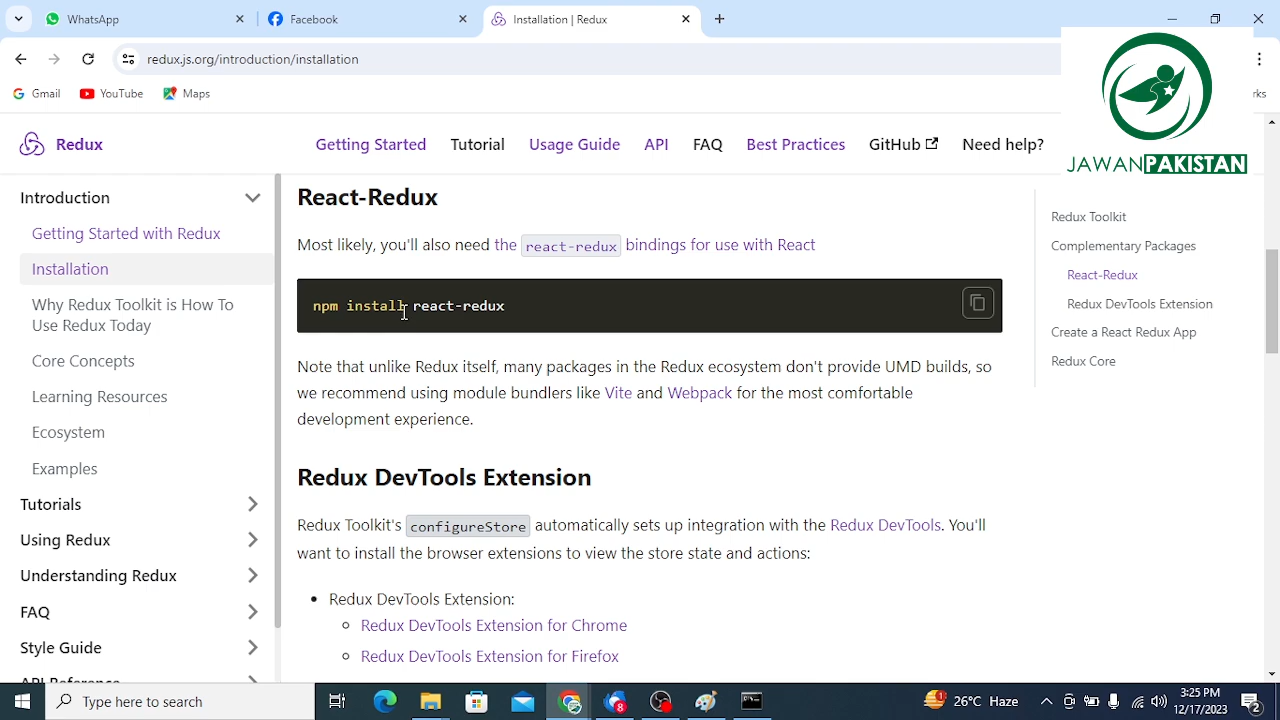 WhatsApp
Facebook
Installation | Redux
redux.js.org/introduction/installation
Gmail
YouTube
Maps
rks
JAWANPAKISTAN
Redux
Getting Started
Tutorial
Usage Guide
API
FAQ
Best Practices
GitHub
Need help?
Introduction
Getting Started with Redux
Installation
Why Redux Toolkit is How To
Use Redux Today
Core Concepts
Learning Resources
Ecosystem
Examples
Tutorials
Using Redux
Understanding Redux
FAQ
Style Guide
API Reference
React-Redux
Most likely, you'll also need the react-redux bindings for use with React
npm install react-redux
Note that unlike Redux itself, many packages in the Redux ecosystem don't provide UMD builds, so
we recommend using module bundlers like Vite and Webpack for the most comfortable
development experience.
Redux DevTools Extension
Redux Toolkit's configureStore automatically sets up integration with the Redux DevTools. You'll
want to install the browser extensions to view the store state and actions:
Redux DevTools Extension:
Redux DevTools Extension for Chrome
Redux DevTools Extension for Firefox
Redux Toolkit
Complementary Packages
React-Redux
Redux DevTools Extension
Create a React Redux App
Redux Core
Type here to search
8
1
26°C Haze
3:25 PM
12/17/2023
2